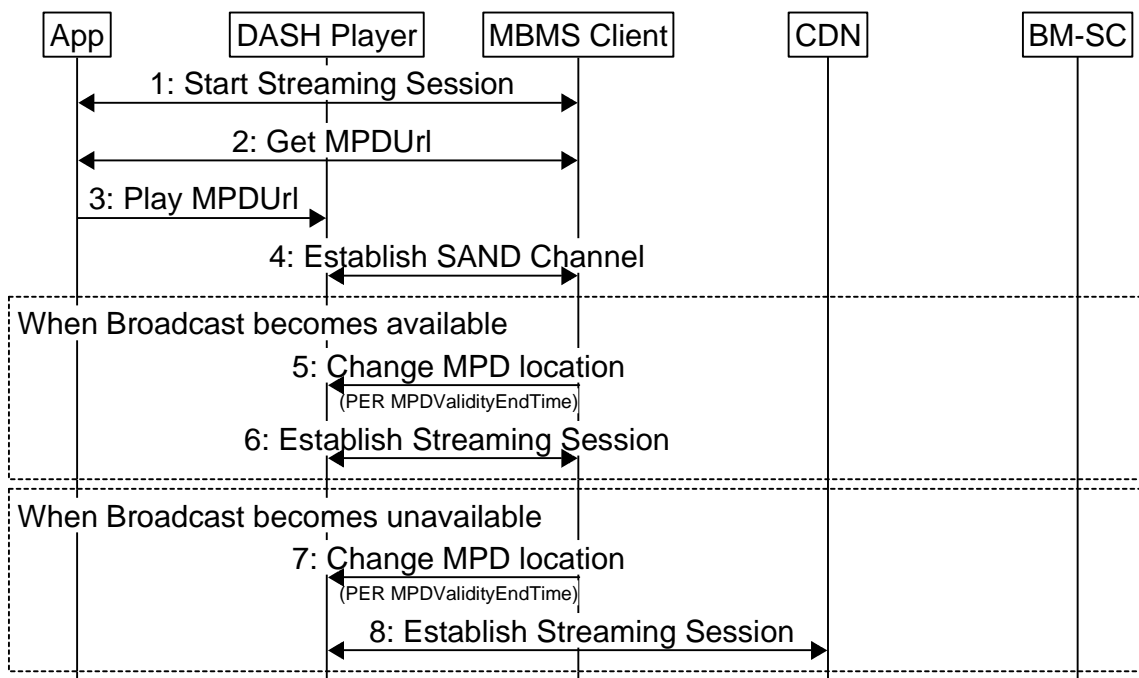 App
DASH Player
MBMS Client
CDN
BM-SC
1: Start Streaming Session
2: Get MPDUrl
3: Play MPDUrl
4: Establish SAND Channel
When Broadcast becomes available
5: Change MPD location
(PER MPDValidityEndTime)
6: Establish Streaming Session
When Broadcast becomes unavailable
7: Change MPD location
(PER MPDValidityEndTime)
8: Establish Streaming Session